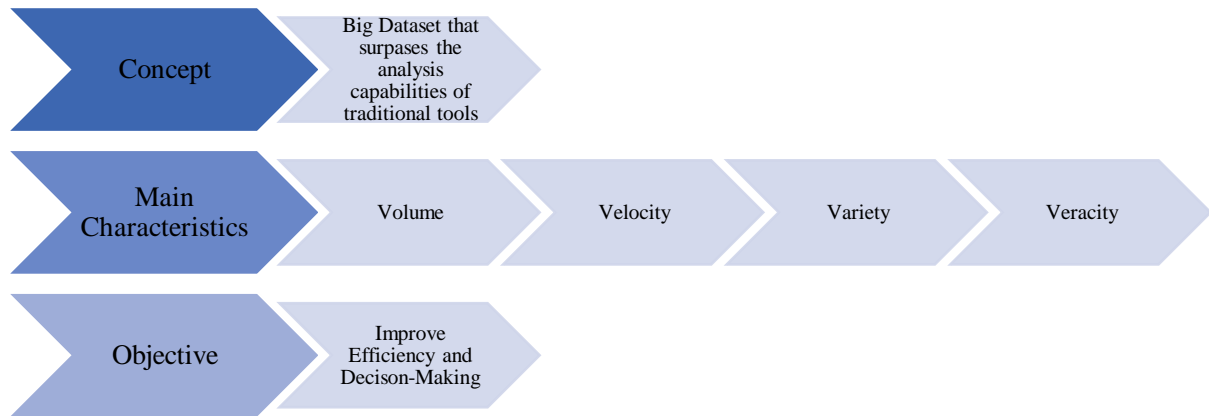 Concept
Big Dataset that
surpases the
analysis
capabilities of
traditional tools
Main
Characteristics
Volume
Velocity
Variety
Veracity
Objective
Improve
Efficiency and
Decison-Making